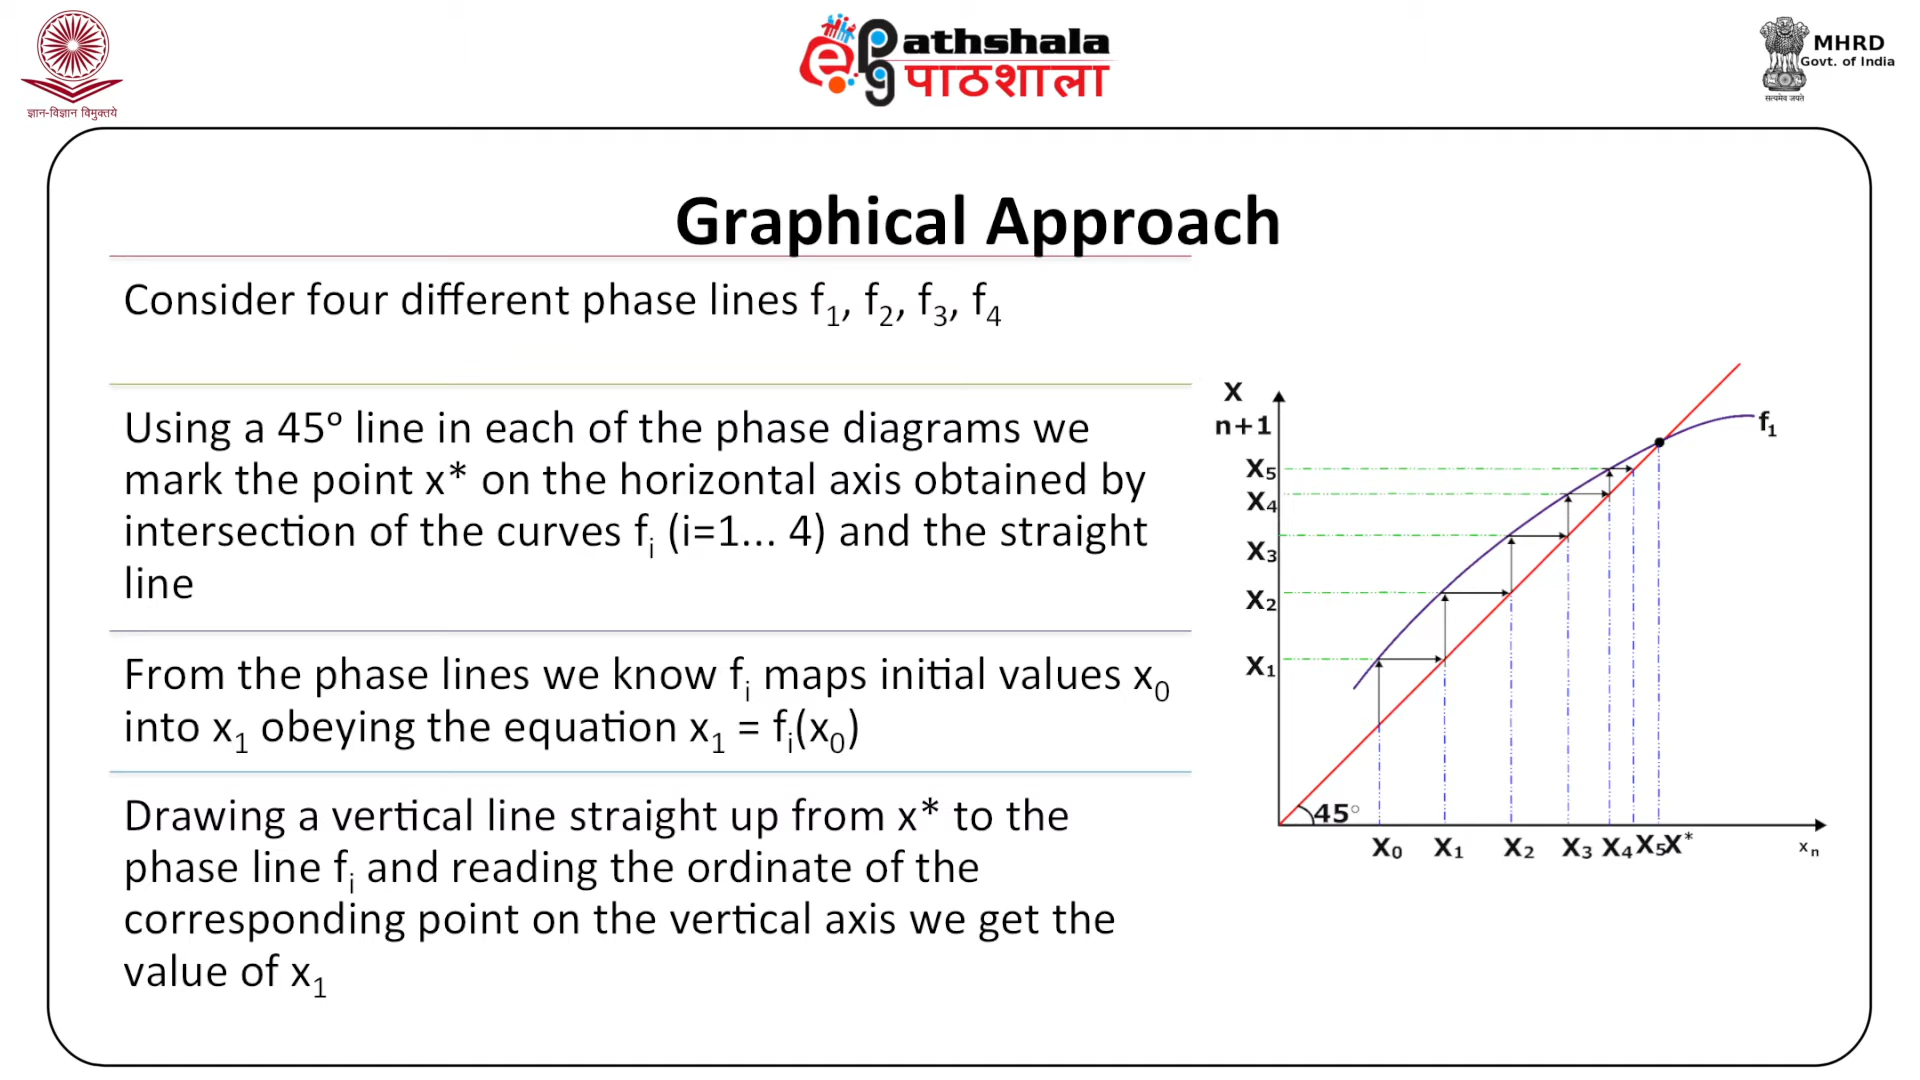 ज्ञान-विज्ञान विमुक्तये
ePG athshala
पाठशाला
MHRD
Govt. of India
सत्यमेव जयते
Graphical Approach
Consider four different phase lines f1, f2, f3, f4
Using a 45º line in each of the phase diagrams we
mark the point x* on the horizontal axis obtained by
intersection of the curves fi (i=1... 4) and the straight
line
From the phase lines we know fi maps initial values x0
into x1 obeying the equation x1 = fi(x0)
Drawing a vertical line straight up from x* to the
phase line fi and reading the ordinate of the
corresponding point on the vertical axis we get the
value of x1
X
n+1
f1
X5
X4
X3
X2
X1
45°
X0 X1 X2 X3 X4 X5 X* xn